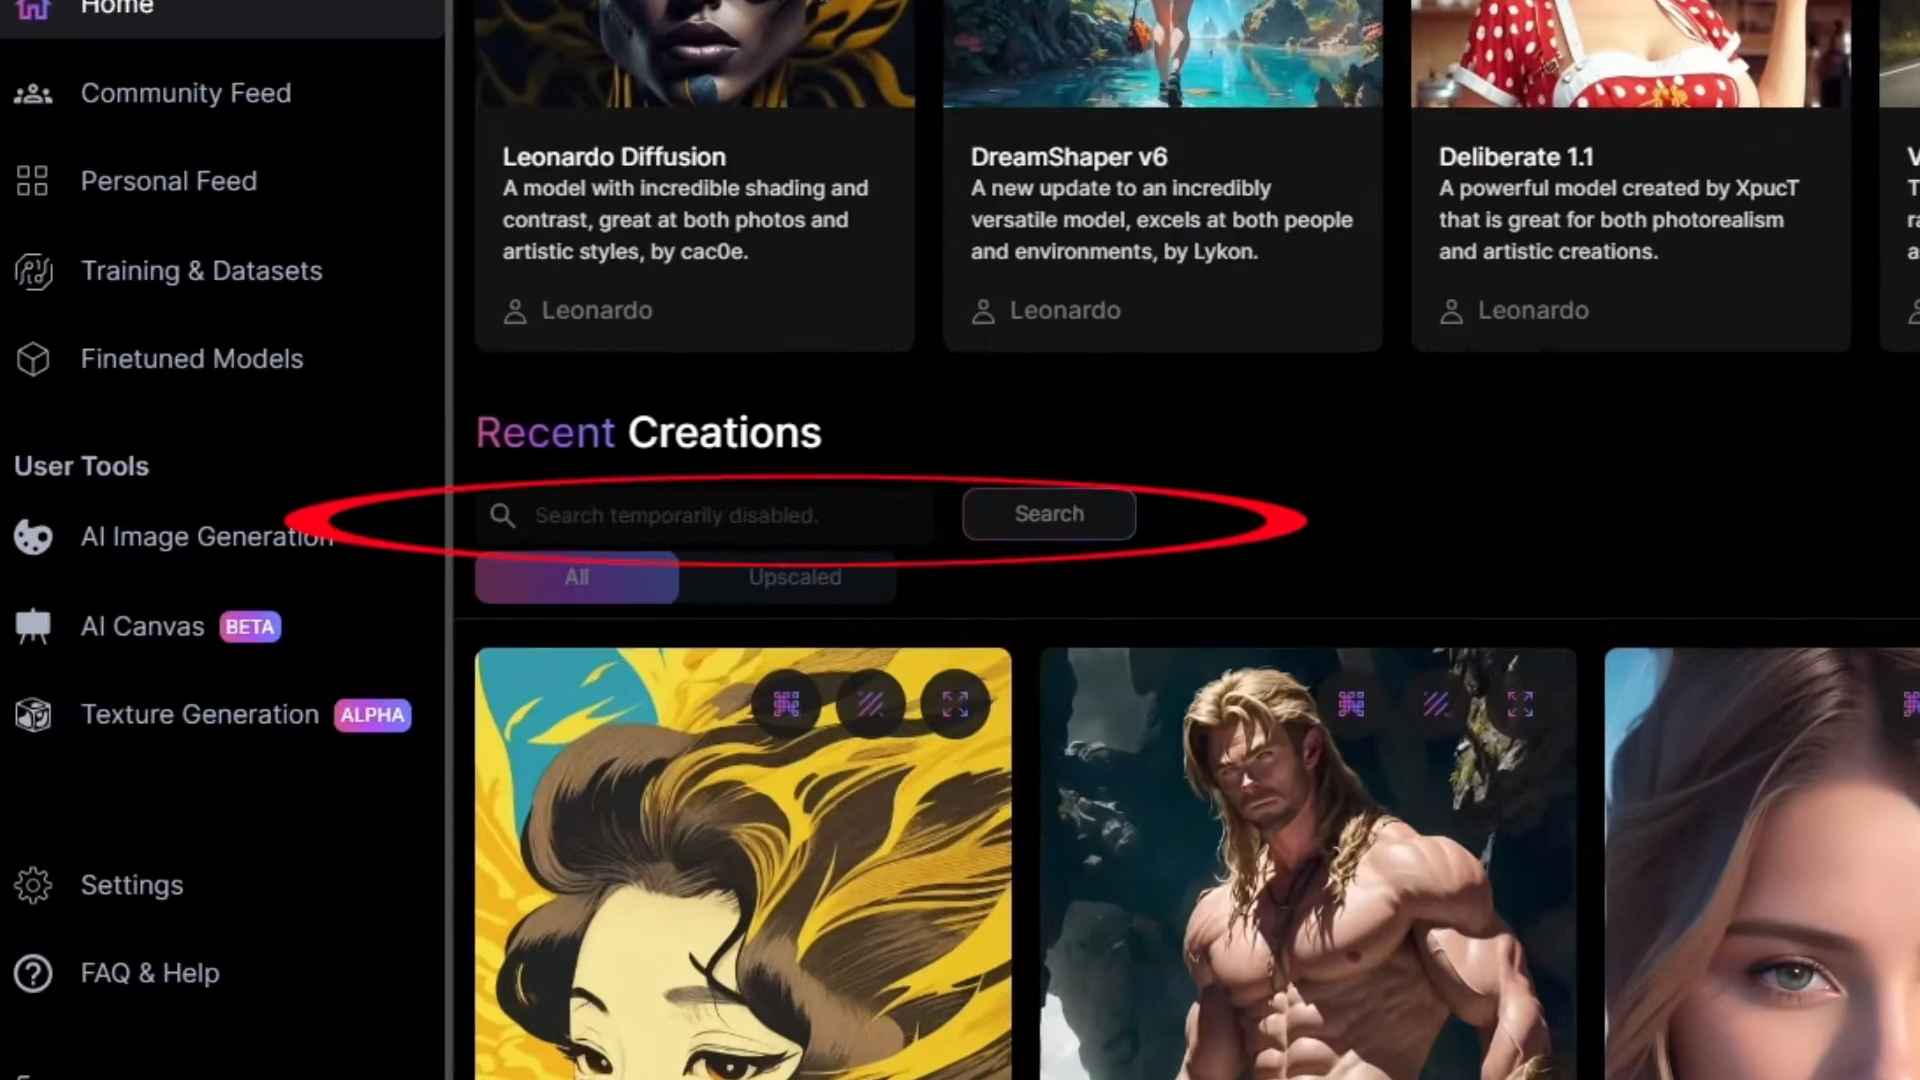 Home
Community Feed
Personal Feed
Training & Datasets
Finetuned Models
User Tools
AI Image Generation
AI Canvas BETA
Texture Generation ALPHA
Settings
FAQ & Help
Leonardo Diffusion
A model with incredible shading and
contrast, great at both photos and
artistic styles, by cac0e.
Leonardo
DreamShaper v6
A new update to an incredibly
versatile model, excels at both people
and environments, by Lykon.
Leonardo
Deliberate 1.1
A powerful model created by XpucT
that is great for both photorealism
and artistic creations.
Leonardo
Recent Creations
Search temporarily disabled.
Search
All
Upscaled